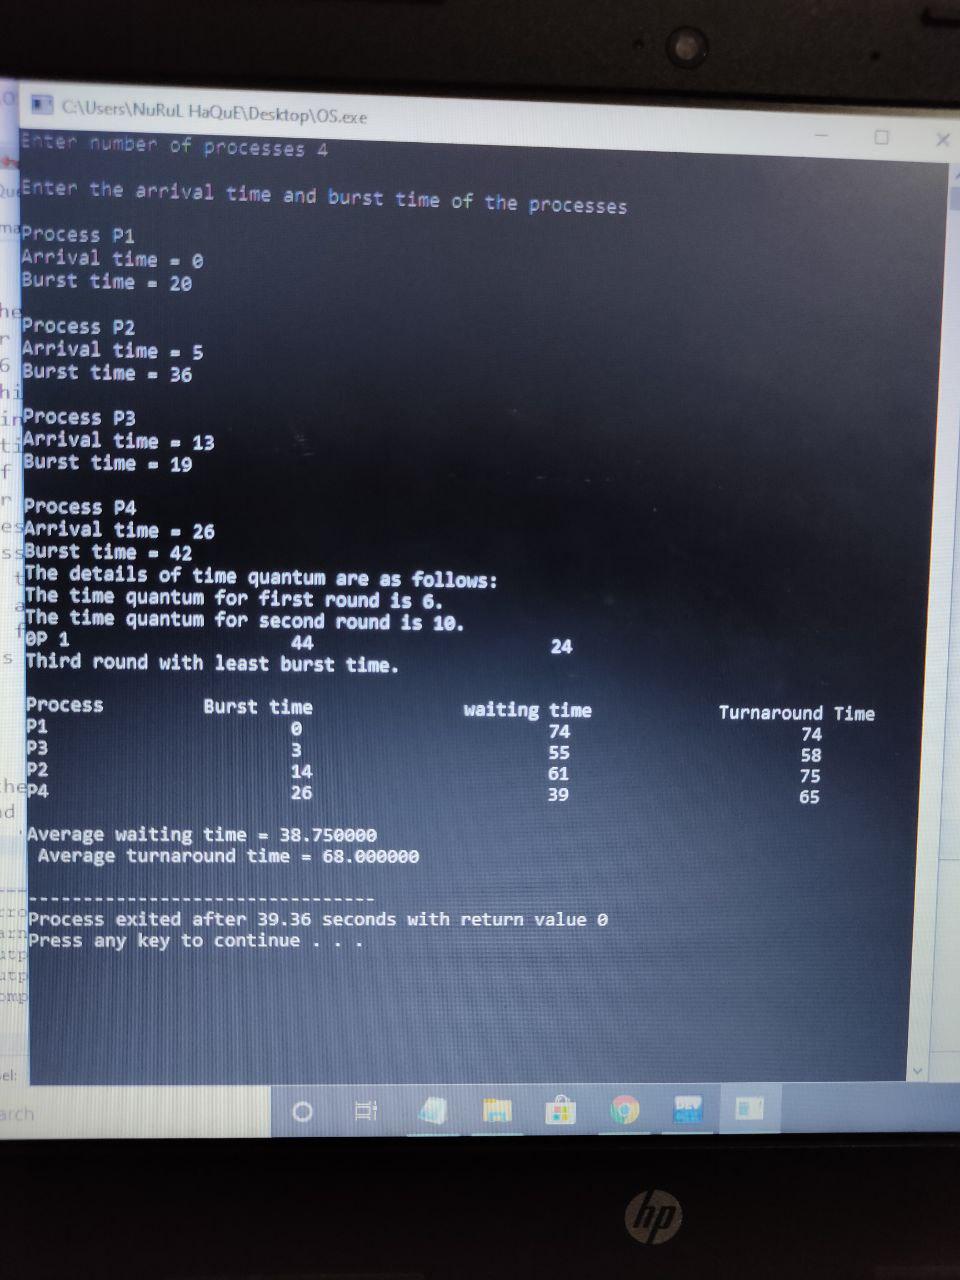 C:\Users\NuRuL HaQuE\Desktop\OS.exe
Enter number of processes 4
Enter the arrival time and burst time of the processes
Process P1
Arrival time = 0
Burst time = 20
Process P2
Arrival time = 5
Burst time = 36
Process P3
Arrival time = 13
Burst time = 19
Process P4
Arrival time = 26
Burst time = 42
The details of time quantum are as follows:
The time quantum for first round is 6.
The time quantum for second round is 10.
0P 1 44 24
Third round with least burst time.
Process Burst time waiting time Turnaround Time
P1 0 74 74
P3 3 55 58
P2 14 61 75
P4 26 39 65
Average waiting time = 38.750000
Average turnaround time = 68.000000
--------------------------------
Process exited after 39.36 seconds with return value 0
Press any key to continue . . .
arch
DEV
hp